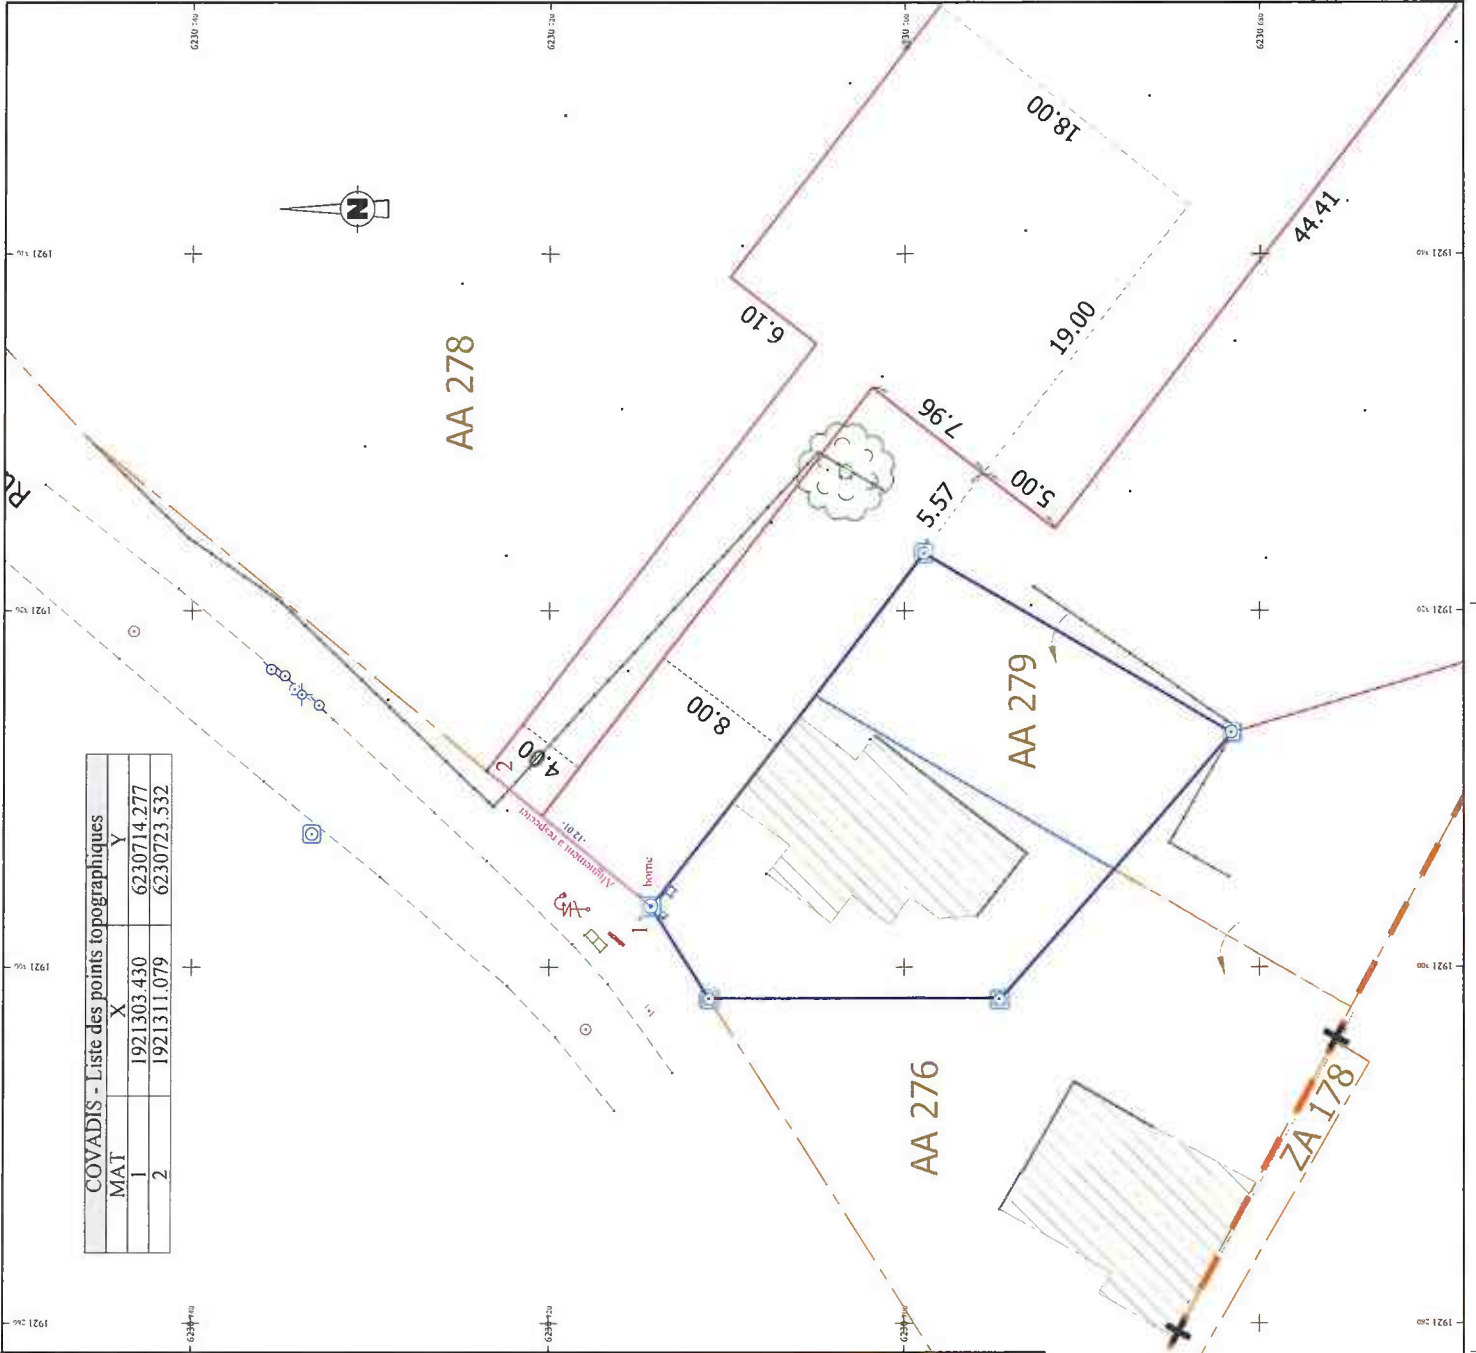 COVADIS - Liste des points topographiques
MAT X Y
1 1921303.430 6230714.277
2 1921311.079 6230723.532
AA 278
N
18.00
44.41
6.10
19.00
7.96
5.00
5.57
8.00
4.00
2
Alignement à respecter
-12.01-
borne
1
AA 279
AA 276
ZA 178